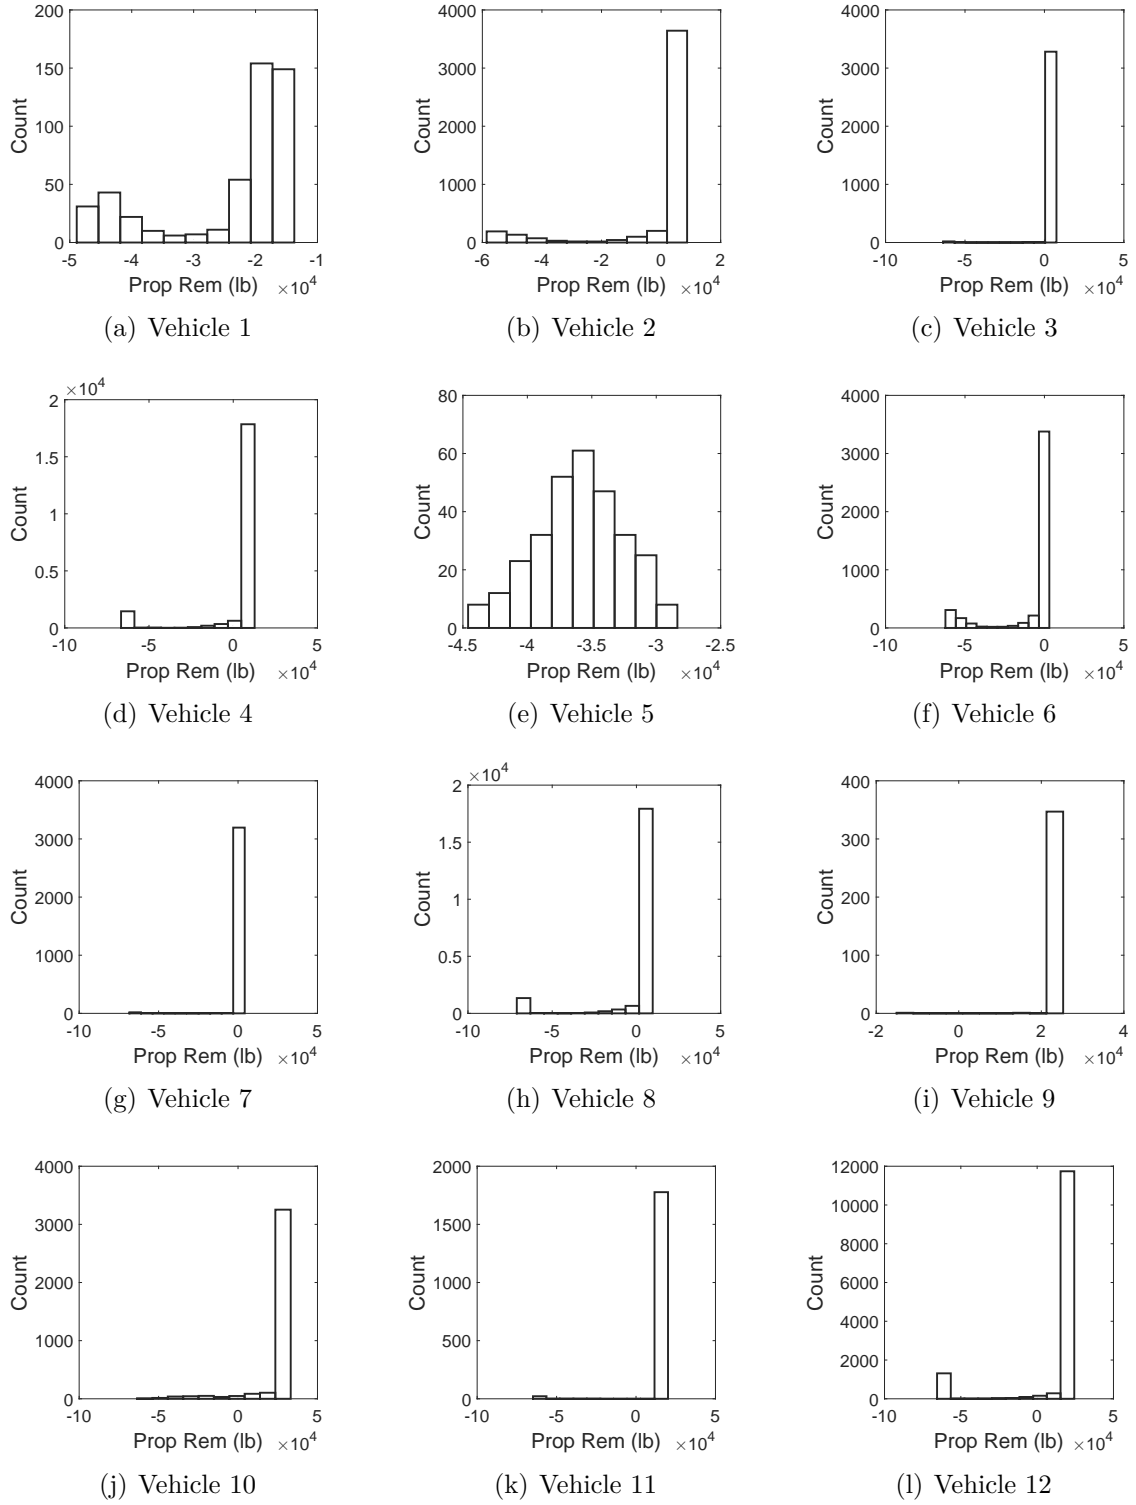 200
150
100
50
0
Count
-5 -4 -3 -2 -1
Prop Rem (lb) ×10^4
(a) Vehicle 1
4000
3000
2000
1000
0
Count
-6 -4 -2 0 2
Prop Rem (lb) ×10^4
(b) Vehicle 2
4000
3000
2000
1000
0
Count
-10 -5 0 5
Prop Rem (lb) ×10^4
(c) Vehicle 3
×10^4
2
1.5
1
0.5
0
Count
-10 -5 0 5
Prop Rem (lb) ×10^4
(d) Vehicle 4
80
60
40
20
0
Count
-4.5 -4 -3.5 -3 -2.5
Prop Rem (lb) ×10^4
(e) Vehicle 5
4000
3000
2000
1000
0
Count
-10 -5 0 5
Prop Rem (lb) ×10^4
(f) Vehicle 6
4000
3000
2000
1000
0
Count
-10 -5 0 5
Prop Rem (lb) ×10^4
(g) Vehicle 7
×10^4
2
1.5
1
0.5
0
Count
-10 -5 0 5
Prop Rem (lb) ×10^4
(h) Vehicle 8
400
300
200
100
0
Count
-2 0 2 4
Prop Rem (lb) ×10^4
(i) Vehicle 9
4000
3000
2000
1000
0
Count
-10 -5 0 5
Prop Rem (lb) ×10^4
(j) Vehicle 10
2000
1500
1000
500
0
Count
-10 -5 0 5
Prop Rem (lb) ×10^4
(k) Vehicle 11
12000
10000
8000
6000
4000
2000
0
Count
-10 -5 0 5
Prop Rem (lb) ×10^4
(l) Vehicle 12